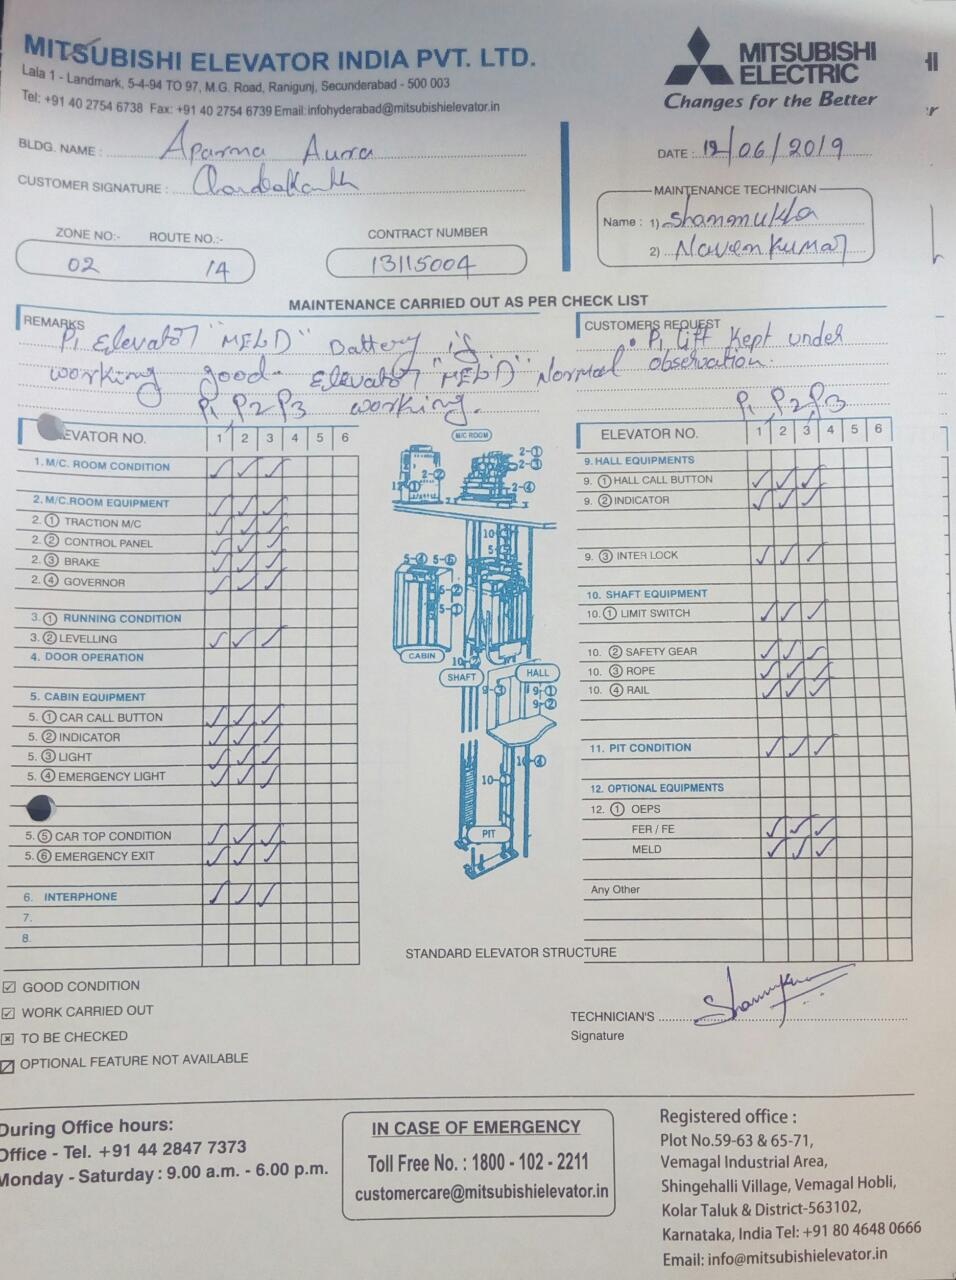 MITSUBISHI ELEVATOR INDIA PVT. LTD.
Lala 1 - Landmark, 5-4-94 TO 97, M.G. Road, Ranigunj, Secunderabad - 500 003
Tel: +91 40 2754 6738 Fax: +91 40 2754 6739 Email: infohyderabad@mitsubishielevator.in
MITSUBISHI
ELECTRIC
Changes for the Better
BLDG. NAME : Aparma Aura
CUSTOMER SIGNATURE :
DATE : 12/06/2019
MAINTENANCE TECHNICIAN
Name : 1) Shanmukha
2) Naveen Kumar
ZONE NO:- ROUTE NO.:-
02 14
CONTRACT NUMBER
13115004
MAINTENANCE CARRIED OUT AS PER CHECK LIST
REMARKS
P1 Elevator "MELD" Battery is
working good. Elevator "MELD" Normal
working.
CUSTOMERS REQUEST
• P1 Lift Kept under
observation.
P1 P2 P3
EVATOR NO. 1 2 3 4 5 6
1. M/C. ROOM CONDITION
2. M/C.ROOM EQUIPMENT
2. ① TRACTION M/C
2. ② CONTROL PANEL
2. ③ BRAKE
2. ④ GOVERNOR
3. ① RUNNING CONDITION
3. ② LEVELLING
4. DOOR OPERATION
5. CABIN EQUIPMENT
5. ① CAR CALL BUTTON
5. ② INDICATOR
5. ③ LIGHT
5. ④ EMERGENCY LIGHT
5. ⑤ CAR TOP CONDITION
5. ⑥ EMERGENCY EXIT
6. INTERPHONE
7.
8.
M/C ROOM
2-①
2-③
2-②
2-④
10-③
5-④ 5-⑥
5-②
5-①
CABIN
10-②
SHAFT
HALL
9-③
9-①
9-②
10-④
10-①
PIT
STANDARD ELEVATOR STRUCTURE
P1 P2 P3
ELEVATOR NO. 1 2 3 4 5 6
9. HALL EQUIPMENTS
9. ① HALL CALL BUTTON
9. ② INDICATOR
9. ③ INTER LOCK
10. SHAFT EQUIPMENT
10. ① LIMIT SWITCH
10. ② SAFETY GEAR
10. ③ ROPE
10. ④ RAIL
11. PIT CONDITION
12. OPTIONAL EQUIPMENTS
12. ① OEPS
FER / FE
MELD
Any Other
GOOD CONDITION
WORK CARRIED OUT
TO BE CHECKED
OPTIONAL FEATURE NOT AVAILABLE
TECHNICIAN'S
Signature
During Office hours:
Office - Tel. +91 44 2847 7373
Monday - Saturday : 9.00 a.m. - 6.00 p.m.
IN CASE OF EMERGENCY
Toll Free No. : 1800 - 102 - 2211
customercare@mitsubishielevator.in
Registered office :
Plot No.59-63 & 65-71,
Vemagal Industrial Area,
Shingehalli Village, Vemagal Hobli,
Kolar Taluk & District-563102,
Karnataka, India Tel: +91 80 4648 0666
Email: info@mitsubishielevator.in